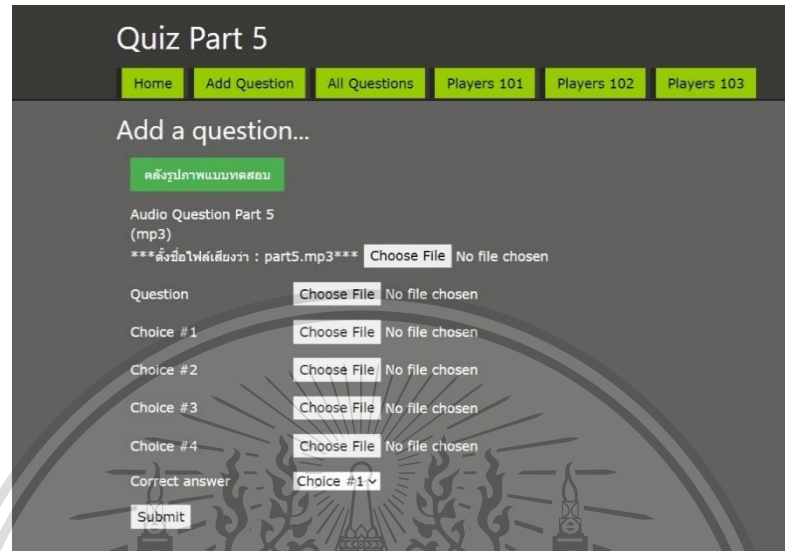 Quiz Part 5
Home Add Question All Questions Players 101 Players 102 Players 103
Add a question...
คลังรูปภาพแบบทดสอบ
Audio Question Part 5
(mp3)
***ตั้งชื่อไฟล์เสียงว่า : part5.mp3*** Choose File No file chosen
Question Choose File No file chosen
Choice #1 Choose File No file chosen
Choice #2 Choose File No file chosen
Choice #3 Choose File No file chosen
Choice #4 Choose File No file chosen
Correct answer Choice #1
Submit